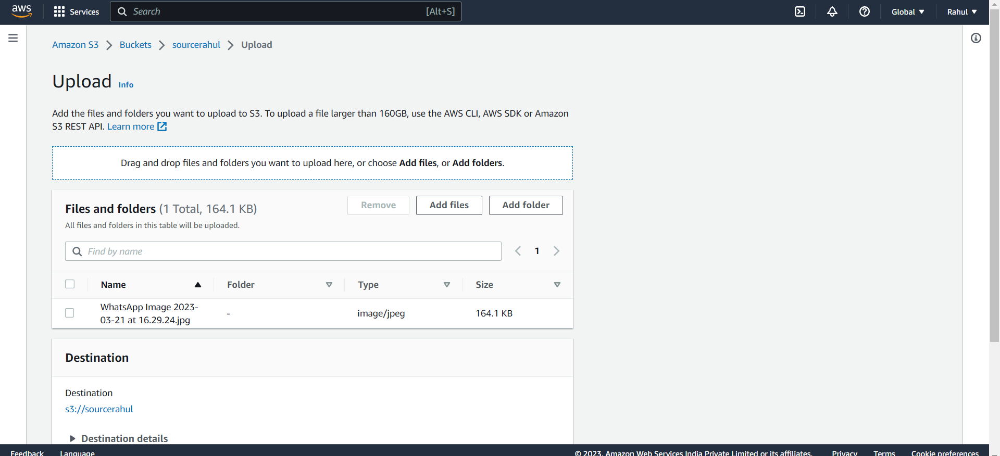 aws
Services
Search
[Alt+S]
Global
Rahul
Amazon S3
Buckets
sourcerahul
Upload
Upload
Info
Add the files and folders you want to upload to S3. To upload a file larger than 160GB, use the AWS CLI, AWS SDK or Amazon
S3 REST API. Learn more
Drag and drop files and folders you want to upload here, or choose Add files, or Add folders.
Files and folders (1 Total, 164.1 KB)
Remove
Add files
Add folder
All files and folders in this table will be uploaded.
Find by name
1
Name
Folder
Type
Size
WhatsApp Image 2023-
03-21 at 16.29.24.jpg
-
image/jpeg
164.1 KB
Destination
Destination
s3://sourcerahul
Destination details
Feedback
Language
© 2023, Amazon Web Services India Private Limited or its affiliates.
Privacy
Terms
Cookie preferences